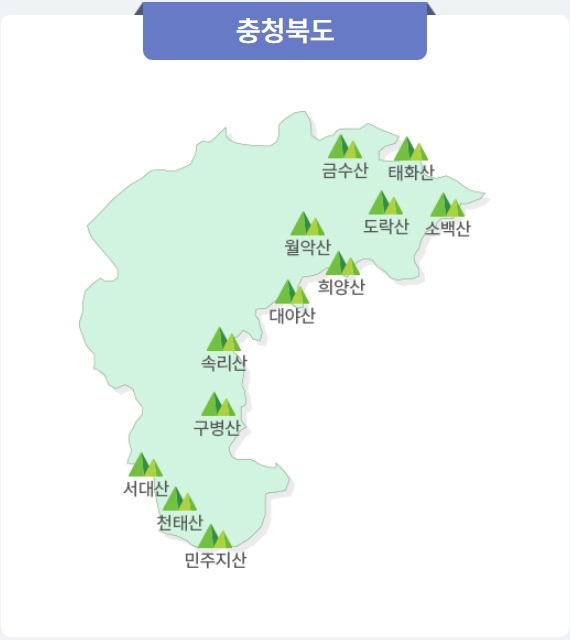 충청북도
금수산
태화산
도락산
소백산
월악산
희양산
대야산
속리산
구병산
서대산
천태산
민주지산